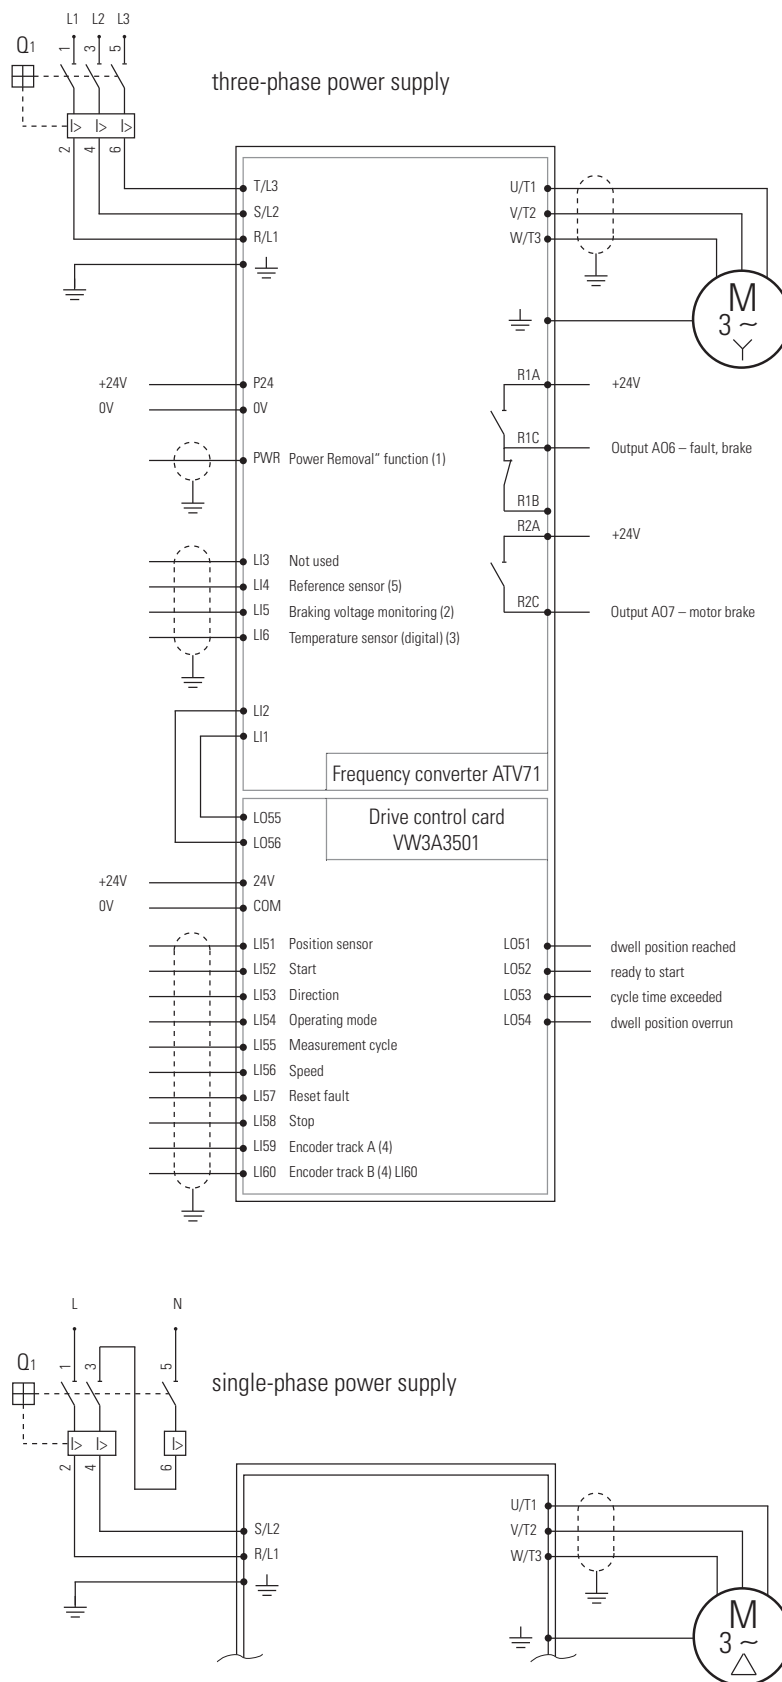 L1 L2 L3
Q1
1 3 5
three-phase power supply
I> I> I>
2 4 6
T/L3 U/T1
S/L2 V/T2
R/L1 W/T3
M
3 ~
+24V P24 R1A +24V
0V 0V
R1C Output AO6 – fault, brake
PWR Power Removal” function (1)
R1B
R2A +24V
LI3 Not used
LI4 Reference sensor (5)
LI5 Braking voltage monitoring (2) R2C Output AO7 – motor brake
LI6 Temperature sensor (digital) (3)
LI2
LI1
Frequency converter ATV71
Drive control card
VW3A3501
LO55
LO56
+24V 24V
0V COM
LI51 Position sensor LO51 dwell position reached
LI52 Start LO52 ready to start
LI53 Direction LO53 cycle time exceeded
LI54 Operating mode LO54 dwell position overrun
LI55 Measurement cycle
LI56 Speed
LI57 Reset fault
LI58 Stop
LI59 Encoder track A (4)
LI60 Encoder track B (4) LI60
L N
Q1
1 3 5
single-phase power supply
I> I> I>
2 4 6
U/T1
S/L2 V/T2
R/L1 W/T3
M
3 ~